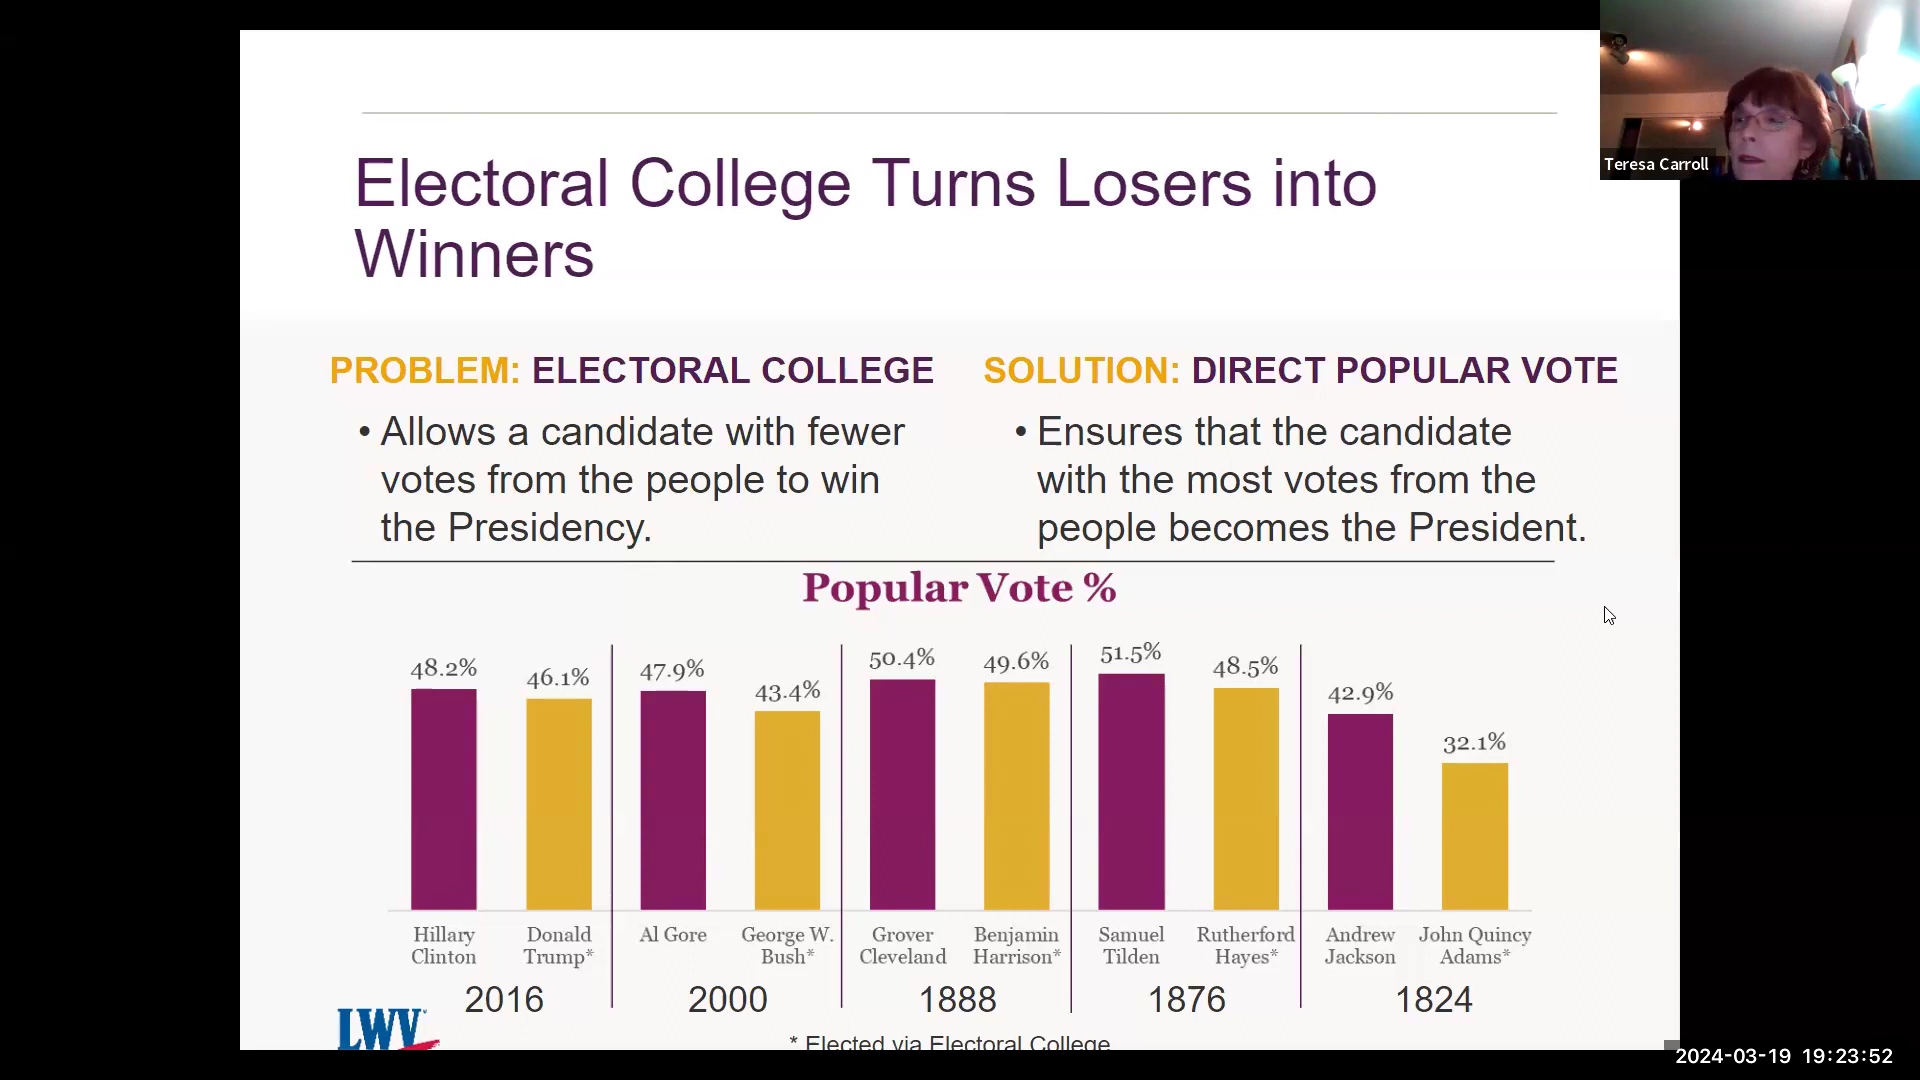 Teresa Carroll
Electoral College Turns Losers into
Winners
PROBLEM: ELECTORAL COLLEGE
• Allows a candidate with fewer
votes from the people to win
the Presidency.
SOLUTION: DIRECT POPULAR VOTE
• Ensures that the candidate
with the most votes from the
people becomes the President.
Popular Vote %
48.2% 46.1% 47.9% 43.4% 50.4% 49.6% 51.5% 48.5% 42.9% 32.1%
Hillary Clinton
Donald Trump*
Al Gore
George W. Bush*
Grover Cleveland
Benjamin Harrison*
Samuel Tilden
Rutherford Hayes*
Andrew Jackson
John Quincy Adams*
2016 2000 1888 1876 1824
LWV
* Elected via Electoral College
2024-03-19 19:23:52